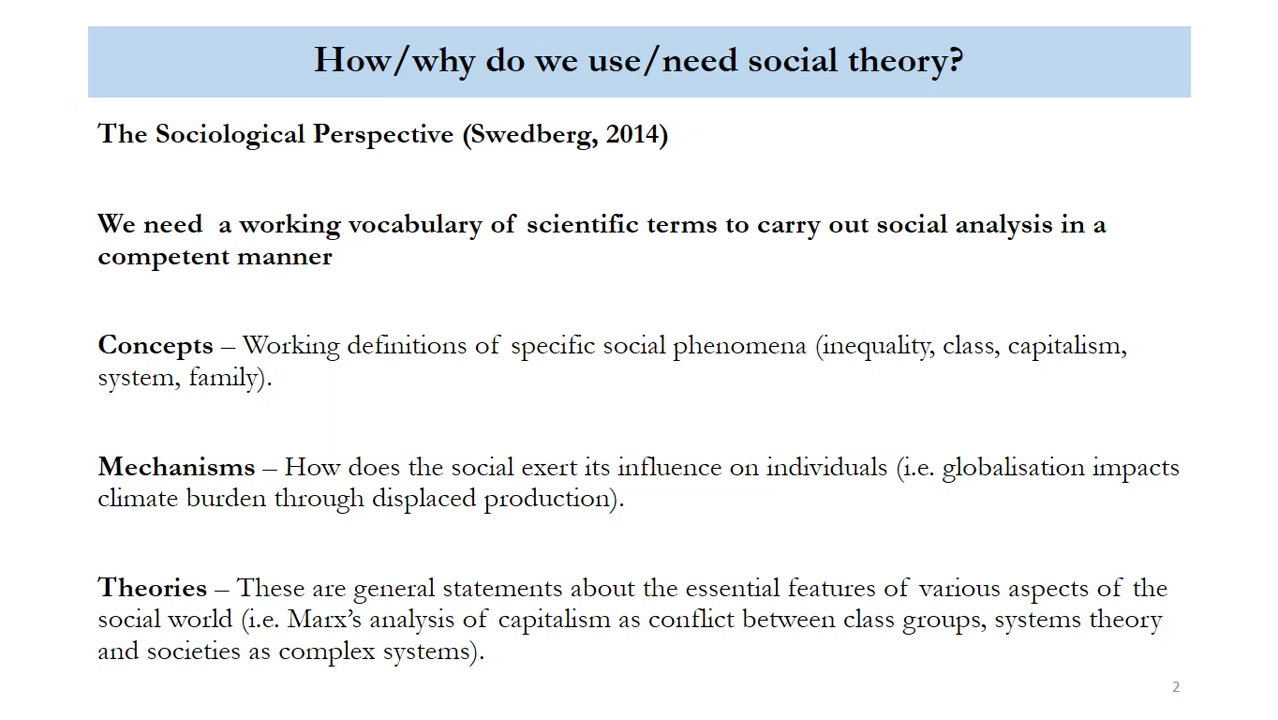 How/why do we use/need social theory?
The Sociological Perspective (Swedberg, 2014)
We need  a working vocabulary of scientific terms to carry out social analysis in a
competent manner
Concepts – Working definitions of specific social phenomena (inequality, class, capitalism,
system, family).
Mechanisms – How does the social exert its influence on individuals (i.e. globalisation impacts
climate burden through displaced production).
Theories – These are general statements about the essential features of various aspects of the
social world (i.e. Marx’s analysis of capitalism as conflict between class groups, systems theory
and societies as complex systems).
2